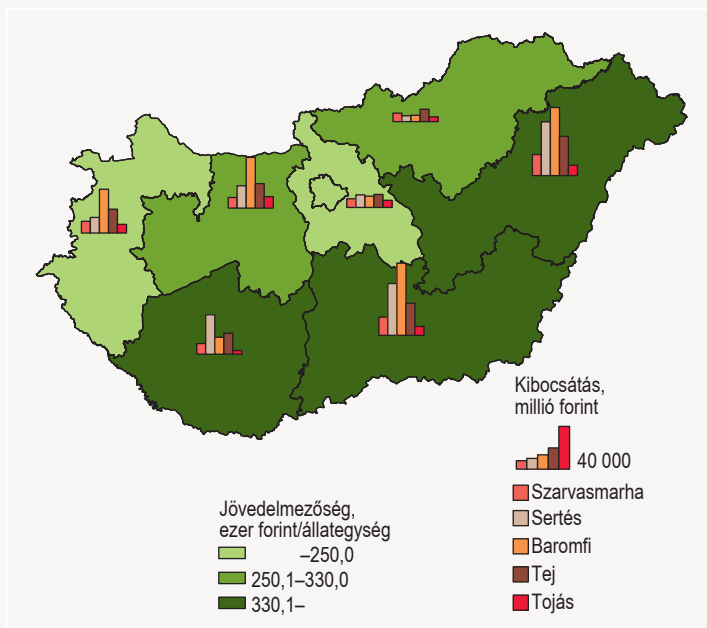 Kibocsátás,
millió forint
40 000
Szarvasmarha
Sertés
Baromfi
Tej
Tojás
Jövedelmezőség,
ezer forint/állategység
–250,0
250,1–330,0
330,1–